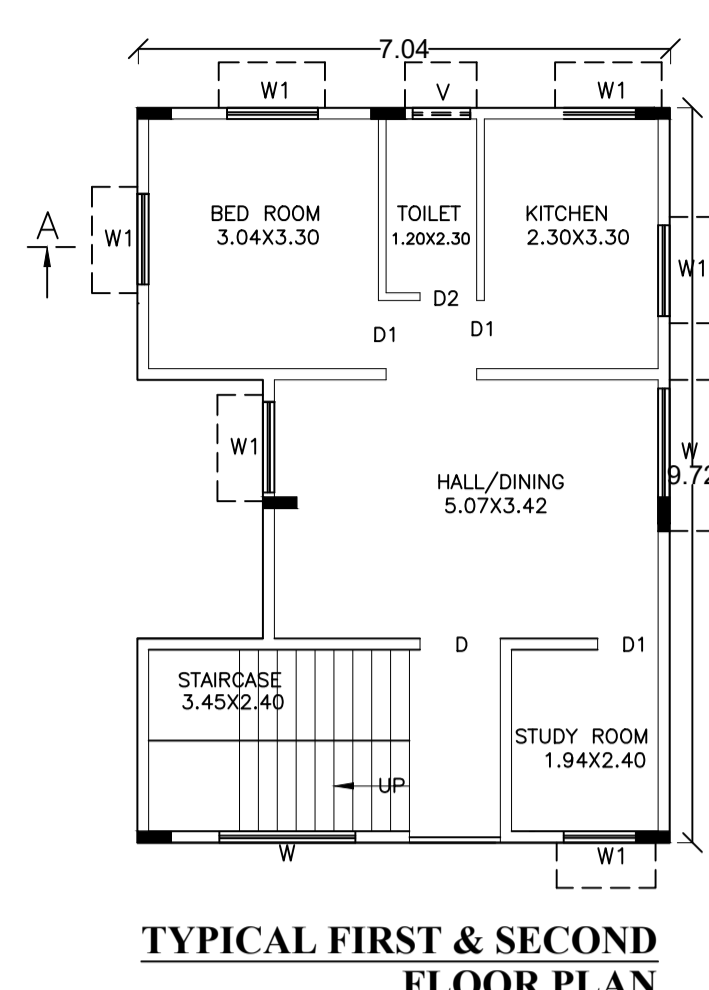 7.04
W1
V
W1
A
W1
BED ROOM
3.04X3.30
TOILET
1.20X2.30
KITCHEN
2.30X3.30
W1
D2
D1
D1
W1
W
9.72
HALL/DINING
5.07X3.42
D
D1
STAIRCASE
3.45X2.40
STUDY ROOM
1.94X2.40
UP
W
W1
TYPICAL FIRST & SECOND
FLOOR PLAN